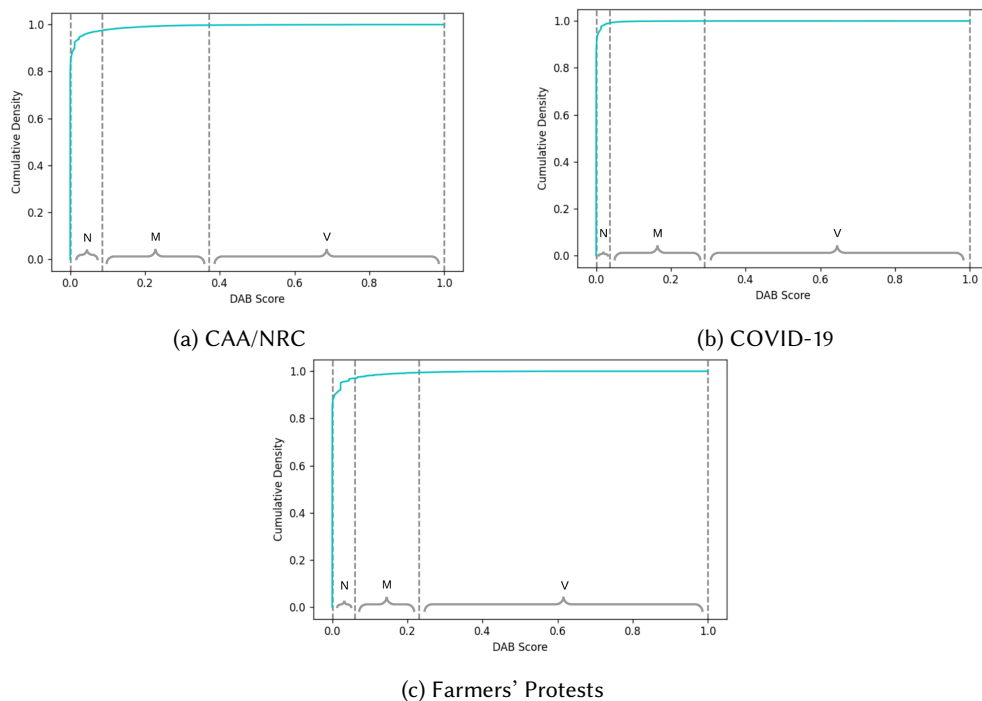 1.0
0.8
0.6
0.4
0.2
0.0
Cumulative Density
N M V
0.0 0.2 0.4 0.6 0.8 1.0
DAB Score
(a) CAA/NRC
1.0
0.8
0.6
0.4
0.2
0.0
Cumulative Density
N M V
0.0 0.2 0.4 0.6 0.8 1.0
DAB Score
(b) COVID-19
1.0
0.8
0.6
0.4
0.2
0.0
Cumulative Density
N M V
0.0 0.2 0.4 0.6 0.8 1.0
DAB Score
(c) Farmers’ Protests